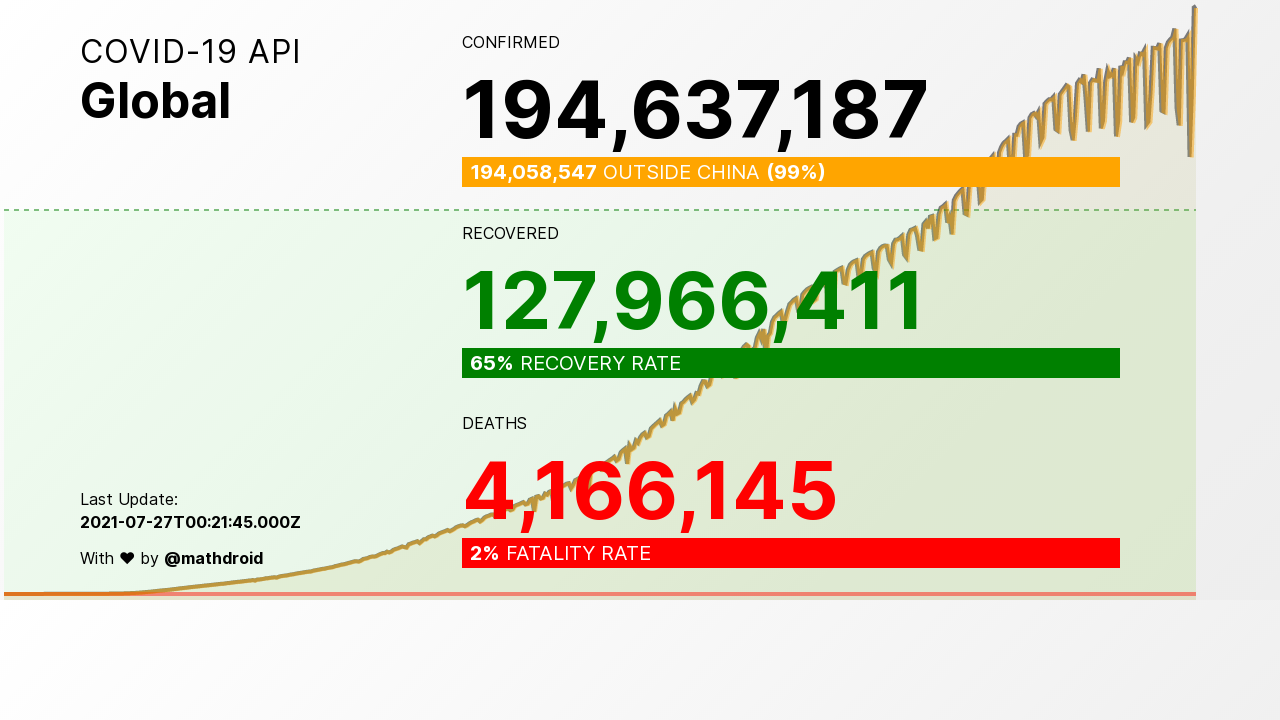 COVID-19 API
Global
CONFIRMED
194,637,187
194,058,547 OUTSIDE CHINA (99%)
RECOVERED
127,966,411
65% RECOVERY RATE
DEATHS
4,166,145
2% FATALITY RATE
Last Update:
2021-07-27T00:21:45.000Z
With ♥ by @mathdroid